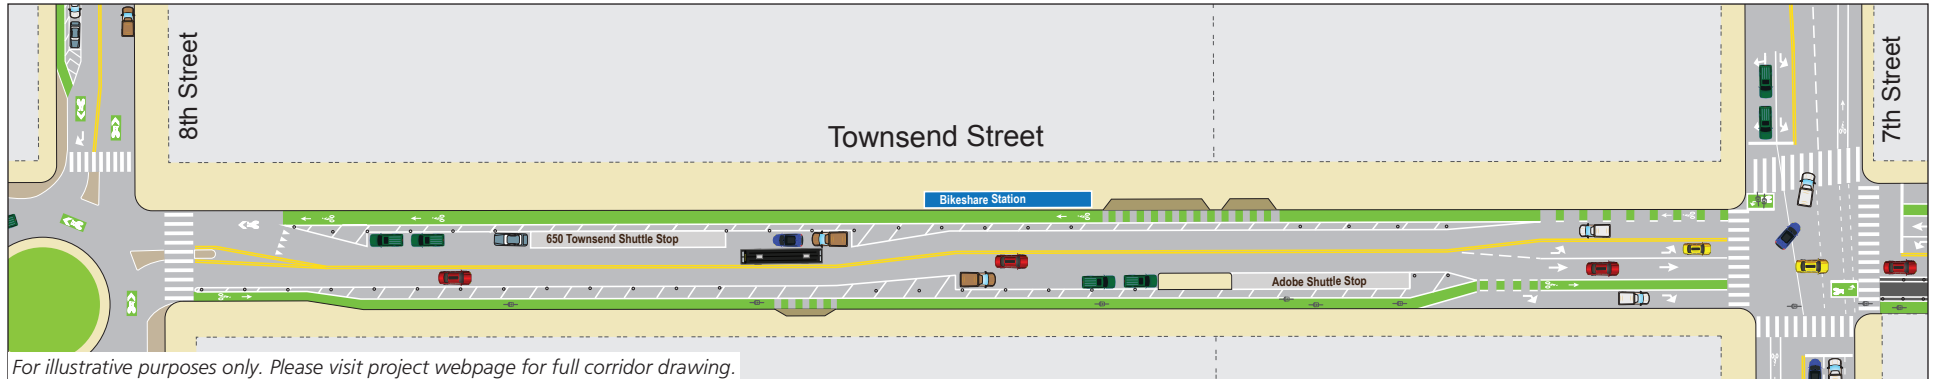 8th Street
Townsend Street
7th Street
Bikeshare Station
650 Townsend Shuttle Stop
Adobe Shuttle Stop
For illustrative purposes only. Please visit project webpage for full corridor drawing.